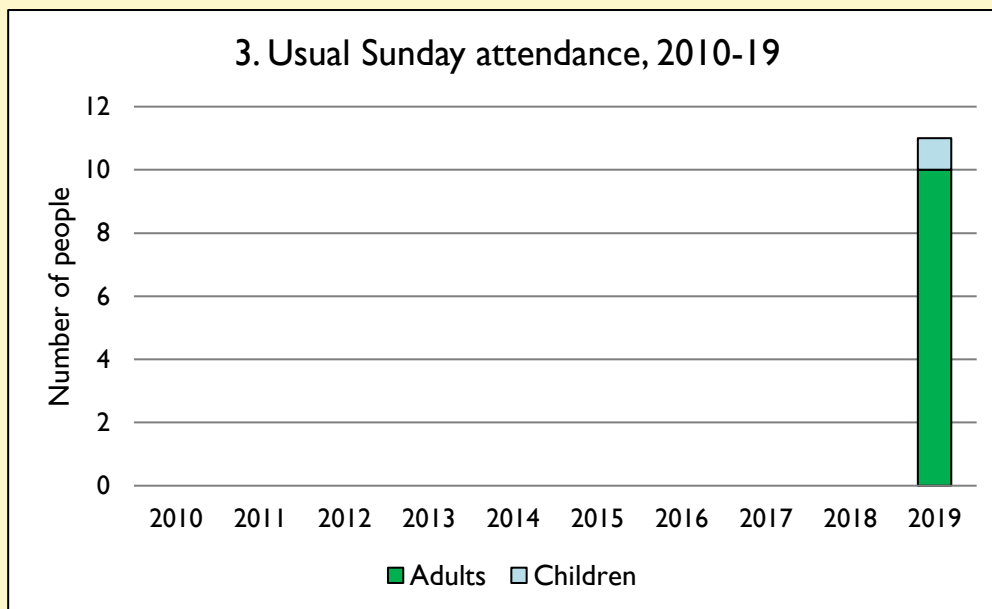 3. Usual Sunday attendance, 2010-19
Number of people
12
10
8
6
4
2
0
2010 2011 2012 2013 2014 2015 2016 2017 2018 2019
Adults Children